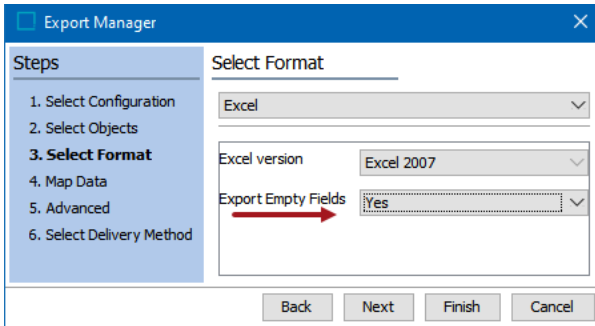 Export Manager
Steps
1. Select Configuration
2. Select Objects
3. Select Format
4. Map Data
5. Advanced
6. Select Delivery Method
Select Format
Excel
Excel version
Excel 2007
Export Empty Fields
Yes
Back
Next
Finish
Cancel